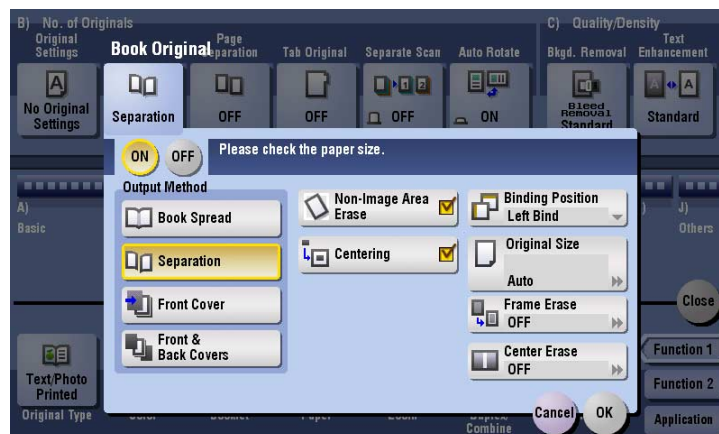 B) No. of Originals
C) Quality/Density
Original Settings
Book Original
Page Separation
Tab Original
Separate Scan
Auto Rotate
Bkgd. Removal
Text Enhancement
No Original Settings
Separation
OFF
OFF
OFF
ON
Bleed Removal
Standard
Standard
ON
OFF
Please check the paper size.
Output Method
Book Spread
Separation
Front Cover
Front &
Back Covers
Non-Image Area
Erase
Centering
Binding Position
Left Bind
Original Size
Auto
Frame Erase
OFF
Center Erase
OFF
A)
Basic
J)
Others
Close
Text/Photo
Printed
Original Type
Combine
Cancel
OK
Function 1
Function 2
Application